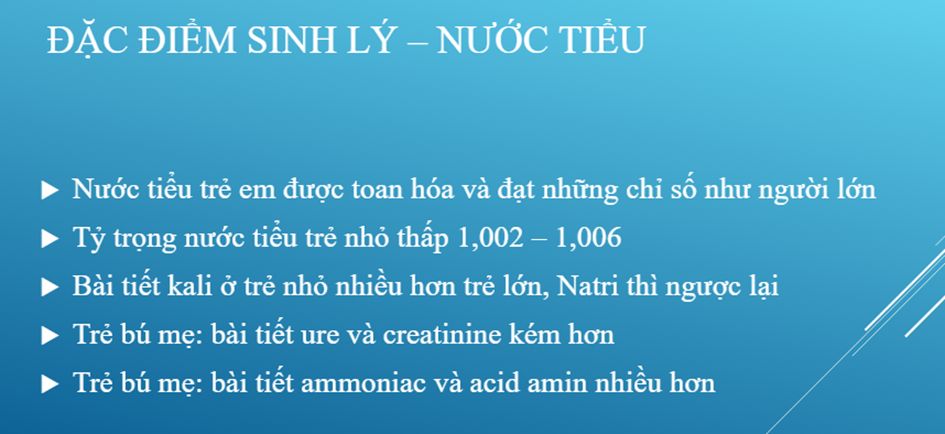 ĐẶC ĐIỂM SINH LÝ – NƯỚC TIỂU
Nước tiểu trẻ em được toan hóa và đạt những chỉ số như người lớn
Tỷ trọng nước tiểu trẻ nhỏ thấp 1,002 – 1,006
Bài tiết kali ở trẻ nhỏ nhiều hơn trẻ lớn, Natri thì ngược lại
Trẻ bú mẹ: bài tiết ure và creatinine kém hơn
Trẻ bú mẹ: bài tiết ammoniac và acid amin nhiều hơn